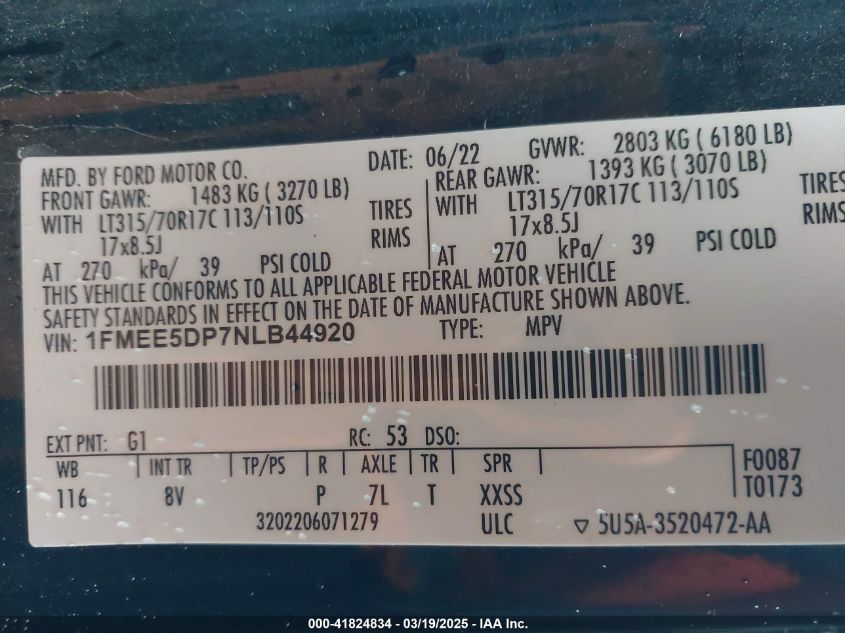 MFD. BY FORD MOTOR CO. DATE: 06/22 GVWR: 2803 KG ( 6180 LB)
FRONT GAWR: 1483 KG ( 3270 LB) REAR GAWR: 1393 KG ( 3070 LB)
WITH LT315/70R17C 113/110S TIRES WITH LT315/70R17C 113/110S TIRES
17x8.5J RIMS 17x8.5J RIMS
AT 270 kPa/ 39 PSI COLD AT 270 kPa/ 39 PSI COLD
THIS VEHICLE CONFORMS TO ALL APPLICABLE FEDERAL MOTOR VEHICLE
SAFETY STANDARDS IN EFFECT ON THE DATE OF MANUFACTURE SHOWN ABOVE.
VIN: 1FMEE5DP7NLB44920 TYPE: MPV
EXT PNT: G1 RC: 53 DSO:
WB INT TR TP/PS R AXLE TR SPR F0087
116 8V P 7L T XXSS T0173
3202206071279 ULC ▽ 5U5A-3520472-AA
000-41824834 - 03/19/2025 - IAA Inc.